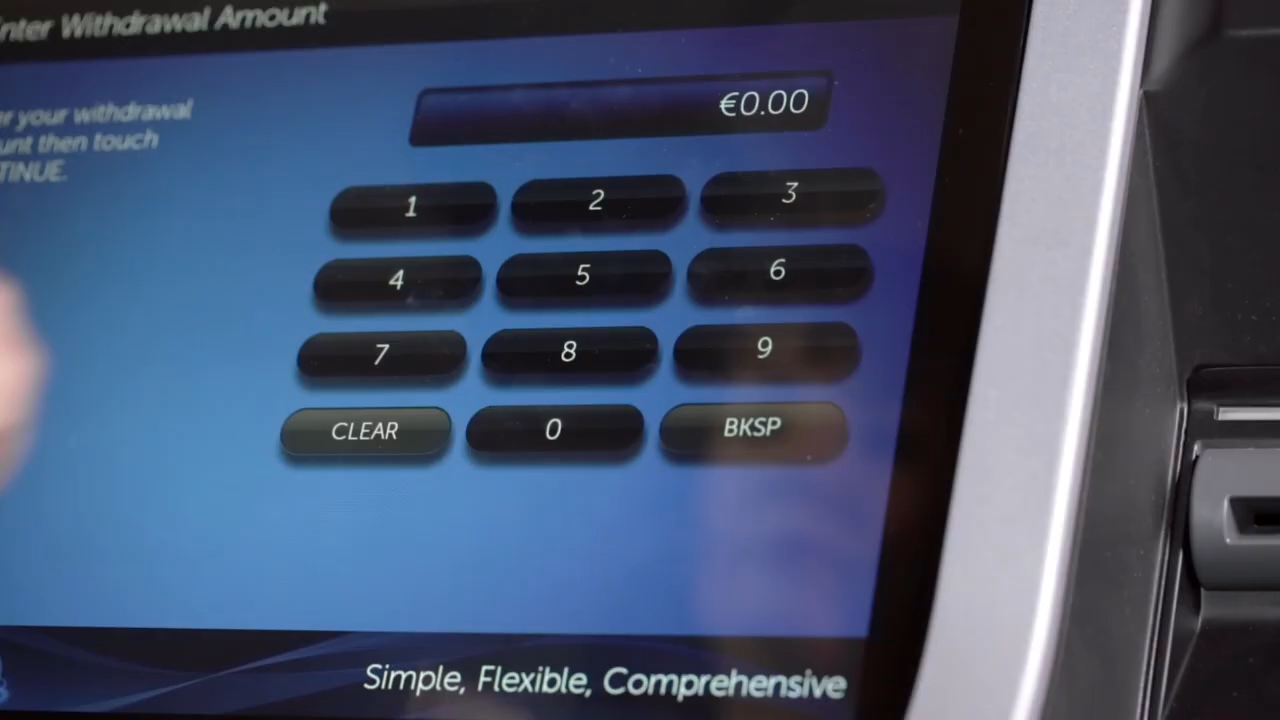 nter Withdrawal Amount
er your withdrawal
unt then touch
TINUE.
€0.00
1 2 3
4 5 6
7 8 9
CLEAR 0 BKSP
Simple, Flexible, Comprehensive